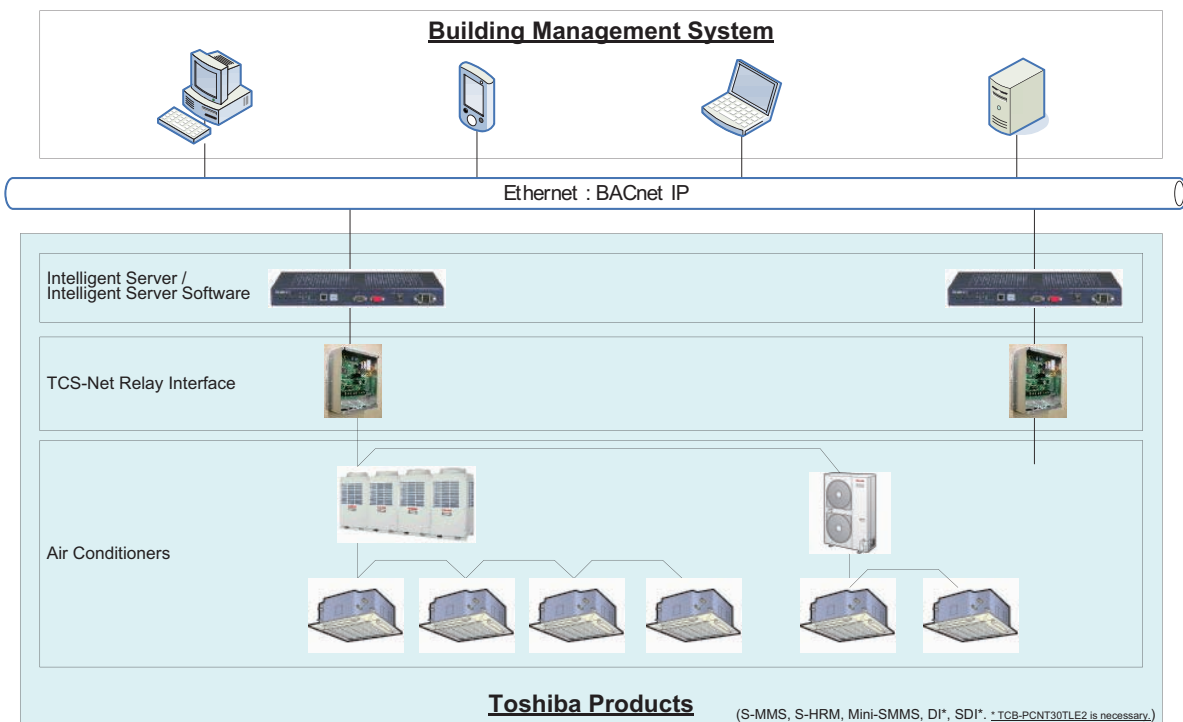 Building Management System
Ethernet : BACnet IP
Intelligent Server /
Intelligent Server Software
TCS-Net Relay Interface
Air Conditioners
Toshiba Products
(S-MMS, S-HRM, Mini-SMMS, DI*, SDI*. * TCB-PCNT30TLE2 is necessary.)